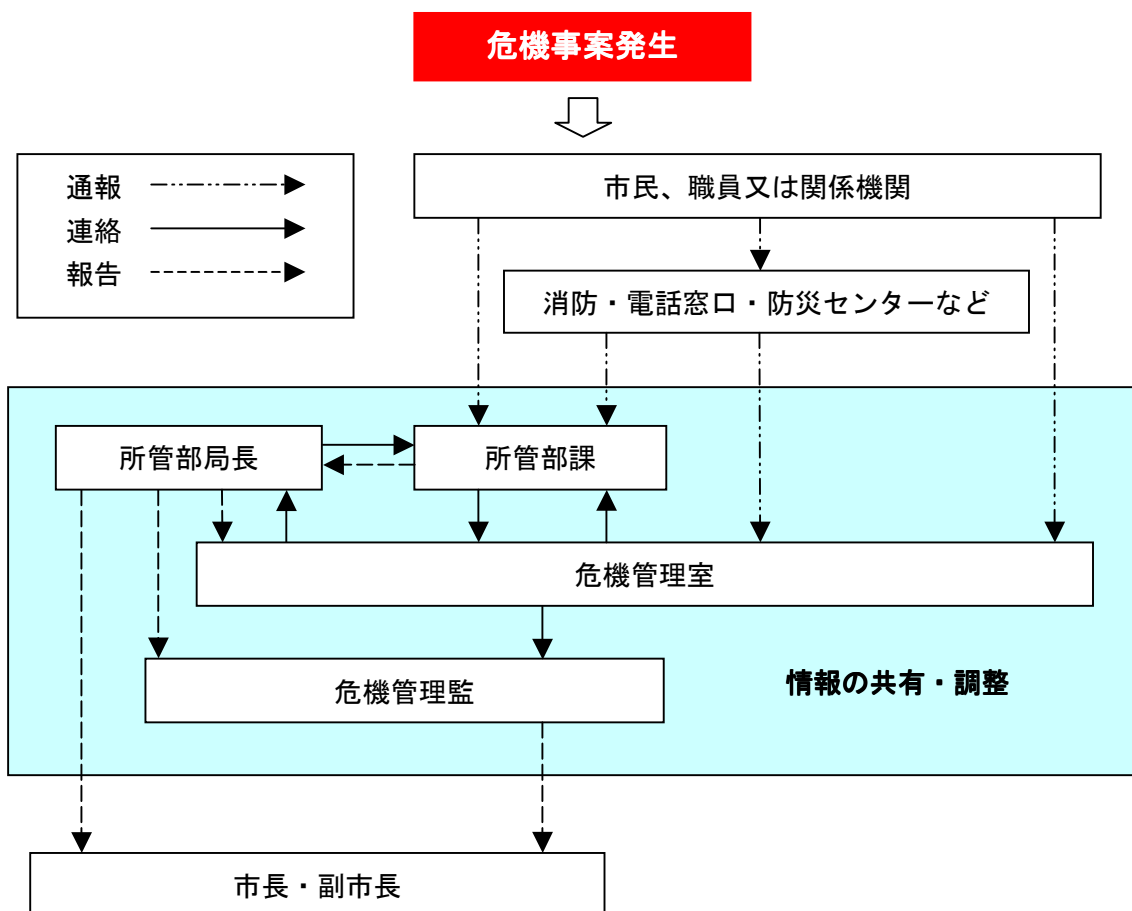 危機事案発生
通報
連絡
報告
市民、職員又は関係機関
消防・電話窓口・防災センターなど
所管部局長
所管部課
危機管理室
危機管理監
情報の共有・調整
市長・副市長